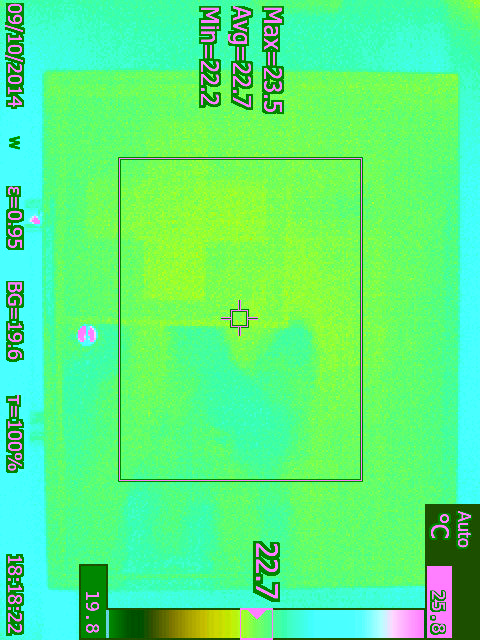 Max=23.5
Avg=22.7
Min=22.2
Auto
°C
25.8
22.7
19.8
09/10/2014 W ε=0.95 BG=19.6 T=100% 18:18:22